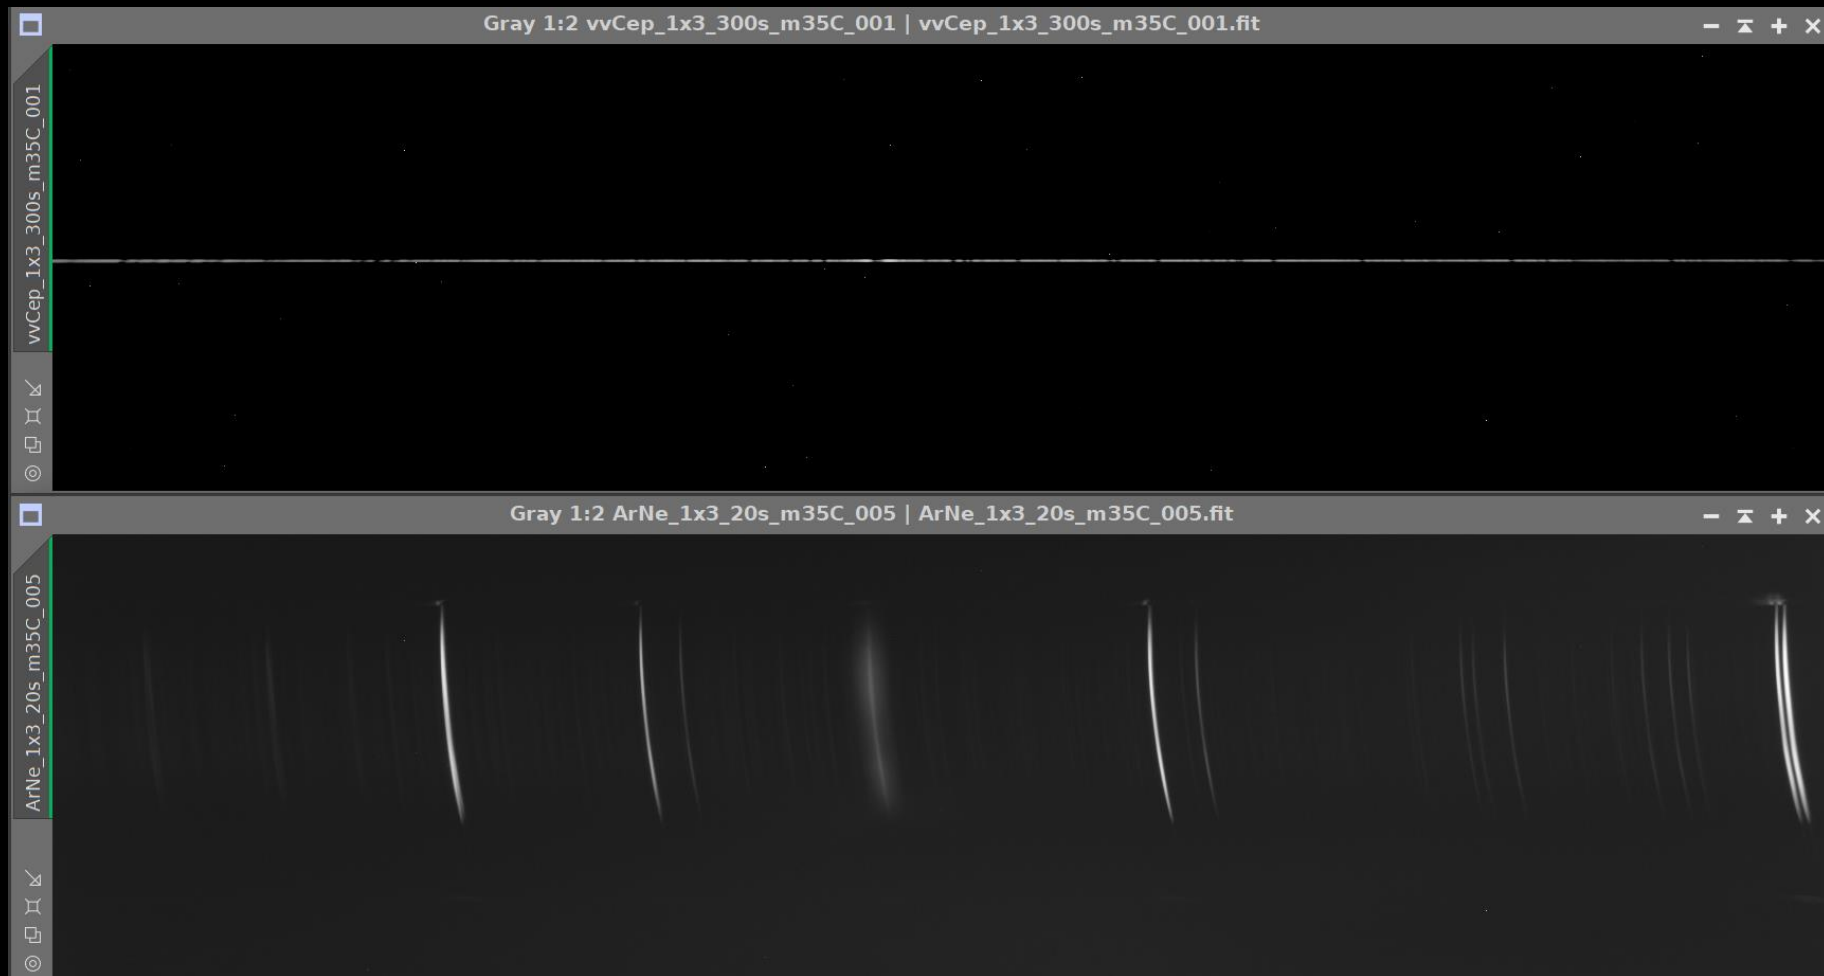 Gray 1:2 vvCep_1x3_300s_m35C_001 | vvCep_1x3_300s_m35C_001.fit
vvCep_1x3_300s_m35C_001
Gray 1:2 ArNe_1x3_20s_m35C_005 | ArNe_1x3_20s_m35C_005.fit
ArNe_1x3_20s_m35C_005